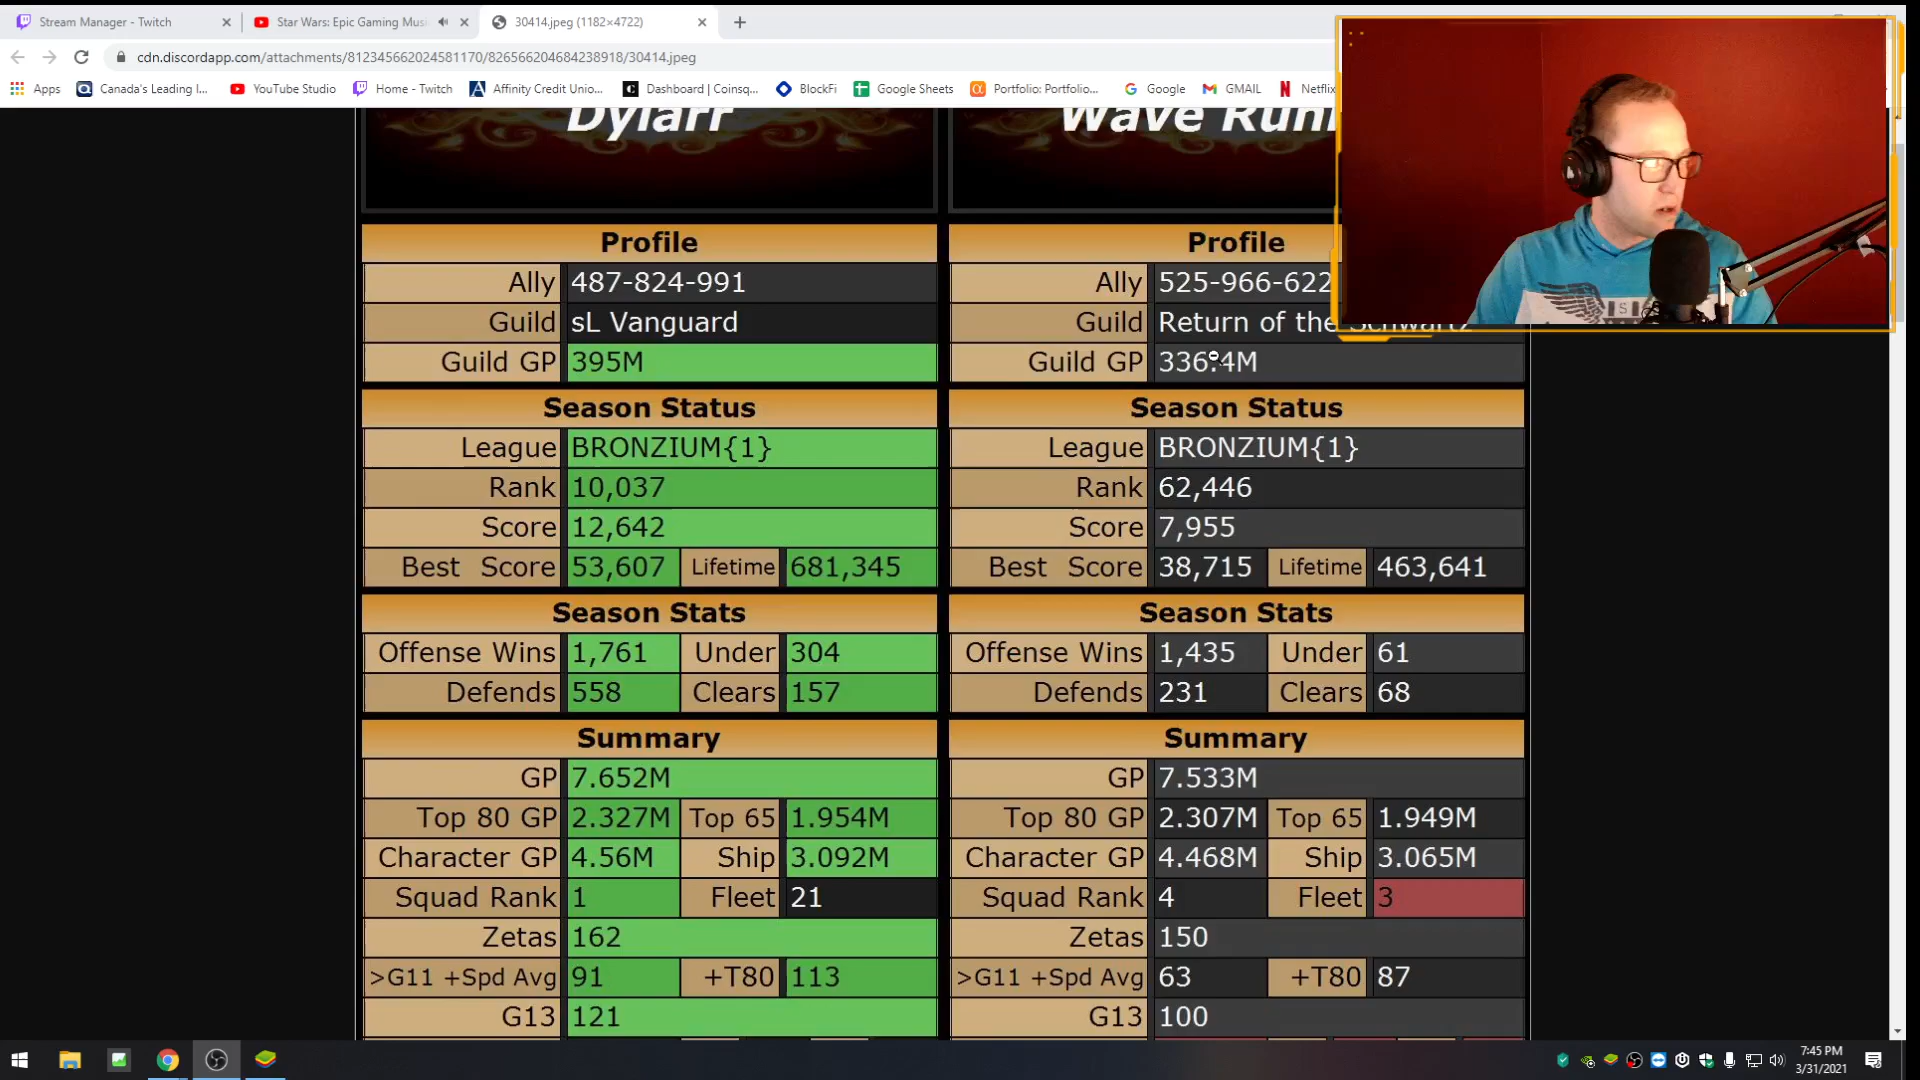 Stream Manager - Twitch
Star Wars: Epic Gaming Musi
30414.jpeg (1182×4722)
cdn.discordapp.com/attachments/812345662024581170/826566204684238918/30414.jpeg
Apps
Canada's Leading I...
YouTube Studio
Home - Twitch
Affinity Credit Unio...
Dashboard | Coinsq...
BlockFi
Google Sheets
Portfolio: Portfolio...
Google
GMAIL
Netflix
Dylarr Wave Run
Profile Profile
Ally 487-824-991 Ally 525-966-622
Guild sL Vanguard Guild Return of the Schwartz
Guild GP 395M Guild GP 336.4M
Season Status Season Status
League BRONZIUM{1} League BRONZIUM{1}
Rank 10,037 Rank 62,446
Score 12,642 Score 7,955
Best Score 53,607 Lifetime 681,345 Best Score 38,715 Lifetime 463,641
Season Stats Season Stats
Offense Wins 1,761 Under 304 Offense Wins 1,435 Under 61
Defends 558 Clears 157 Defends 231 Clears 68
Summary Summary
GP 7.652M GP 7.533M
Top 80 GP 2.327M Top 65 1.954M Top 80 GP 2.307M Top 65 1.949M
Character GP 4.56M Ship 3.092M Character GP 4.468M Ship 3.065M
Squad Rank 1 Fleet 21 Squad Rank 4 Fleet 3
Zetas 162 Zetas 150
>G11 +Spd Avg 91 +T80 113 >G11 +Spd Avg 63 +T80 87
G13 121 G13 100
7:45 PM
3/31/2021